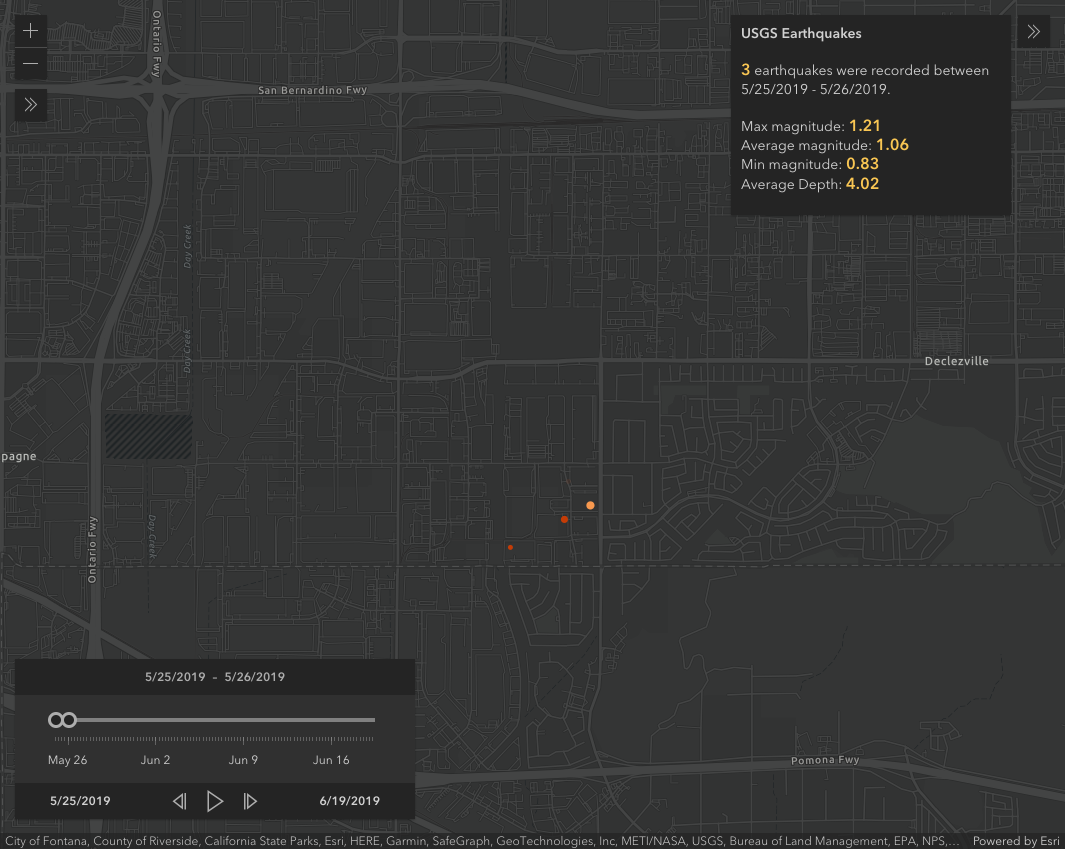 Ontario Fwy
San Bernardino Fwy
USGS Earthquakes
3 earthquakes were recorded between
5/25/2019 - 5/26/2019.
Max magnitude: 1.21
Average magnitude: 1.06
Min magnitude: 0.83
Average Depth: 4.02
Day Creek
Day Creek
Declezville
pagne
Ontario Fwy
Day Creek
5/25/2019 – 5/26/2019
May 26 Jun 2 Jun 9 Jun 16
Pomona Fwy
5/25/2019 6/19/2019
City of Fontana, County of Riverside, California State Parks, Esri, HERE, Garmin, SafeGraph, GeoTechnologies, Inc, METI/NASA, USGS, Bureau of Land Management, EPA, NPS,... Powered by Esri